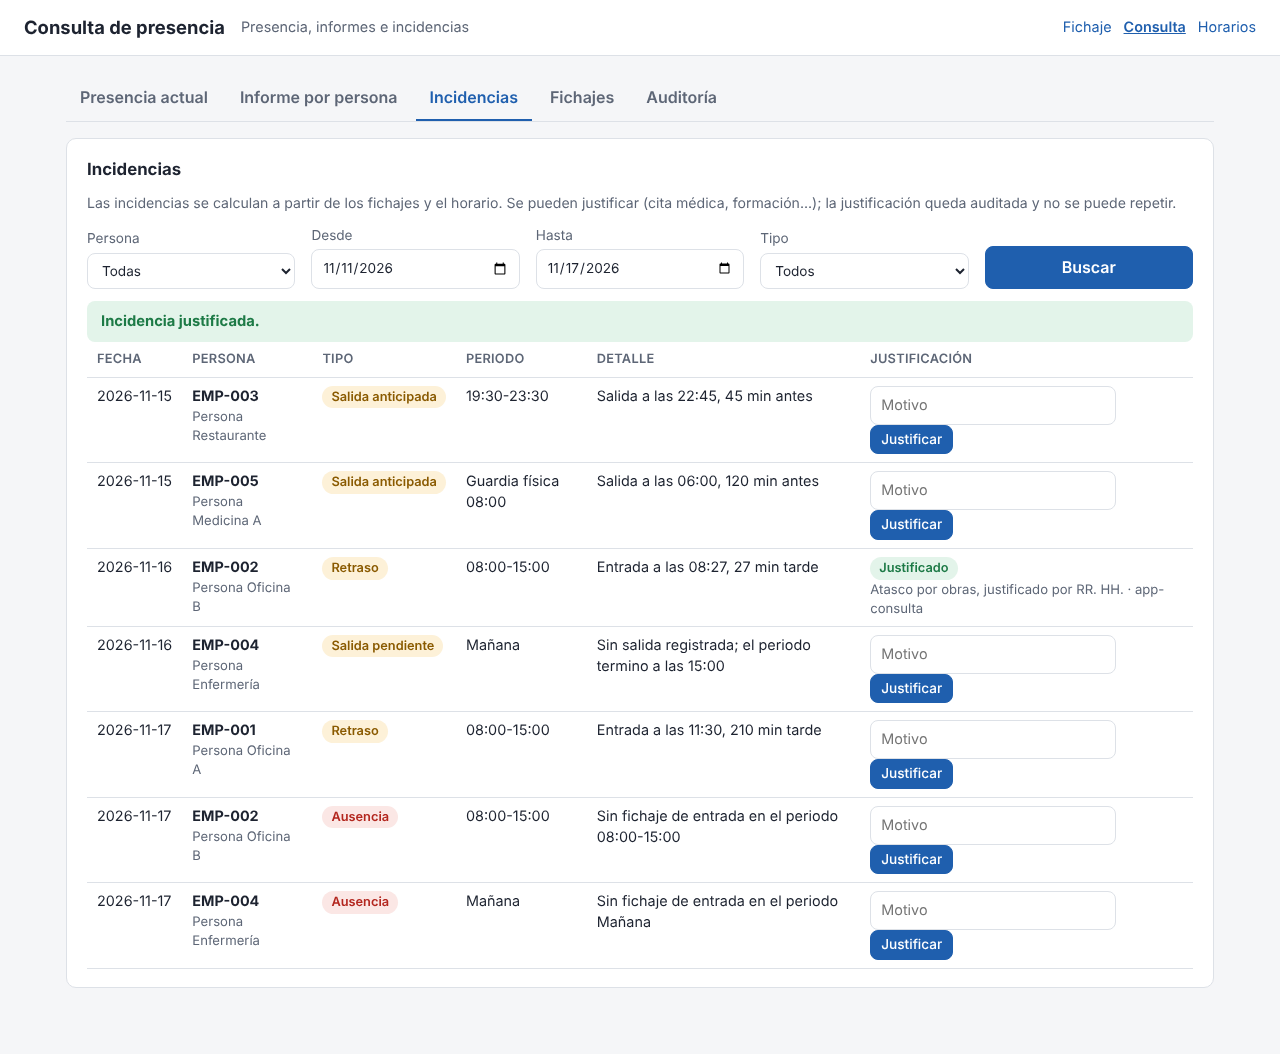 Consulta de presencia
Presencia, informes e incidencias
Fichaje
Consulta
Horarios
Presencia actual
Informe por persona
Incidencias
Fichajes
Auditoría
Incidencias
Las incidencias se calculan a partir de los fichajes y el horario. Se pueden justificar (cita médica, formación...); la justificación queda auditada y no se puede repetir.
Persona
Desde
Hasta
Tipo
Todas
11/11/2026
11/17/2026
Todos
Buscar
Incidencia justificada.
FECHA PERSONA TIPO PERIODO DETALLE JUSTIFICACIÓN
2026-11-15 EMP-003 Salida anticipada 19:30-23:30 Salida a las 22:45, 45 min antes Motivo
Persona
Restaurante
Justificar
2026-11-15 EMP-005 Salida anticipada Guardia física Salida a las 06:00, 120 min antes Motivo
Persona 08:00
Medicina A
Justificar
2026-11-16 EMP-002 Retraso 08:00-15:00 Entrada a las 08:27, 27 min tarde Justificado
Persona Oficina Atasco por obras, justificado por RR. HH. · app-
B consulta
2026-11-16 EMP-004 Salida pendiente Mañana Sin salida registrada; el periodo Motivo
Persona termino a las 15:00
Enfermería
Justificar
2026-11-17 EMP-001 Retraso 08:00-15:00 Entrada a las 11:30, 210 min tarde Motivo
Persona Oficina
A
Justificar
2026-11-17 EMP-002 Ausencia 08:00-15:00 Sin fichaje de entrada en el periodo Motivo
Persona Oficina 08:00-15:00
B
Justificar
2026-11-17 EMP-004 Ausencia Mañana Sin fichaje de entrada en el periodo Motivo
Persona Mañana
Enfermería
Justificar